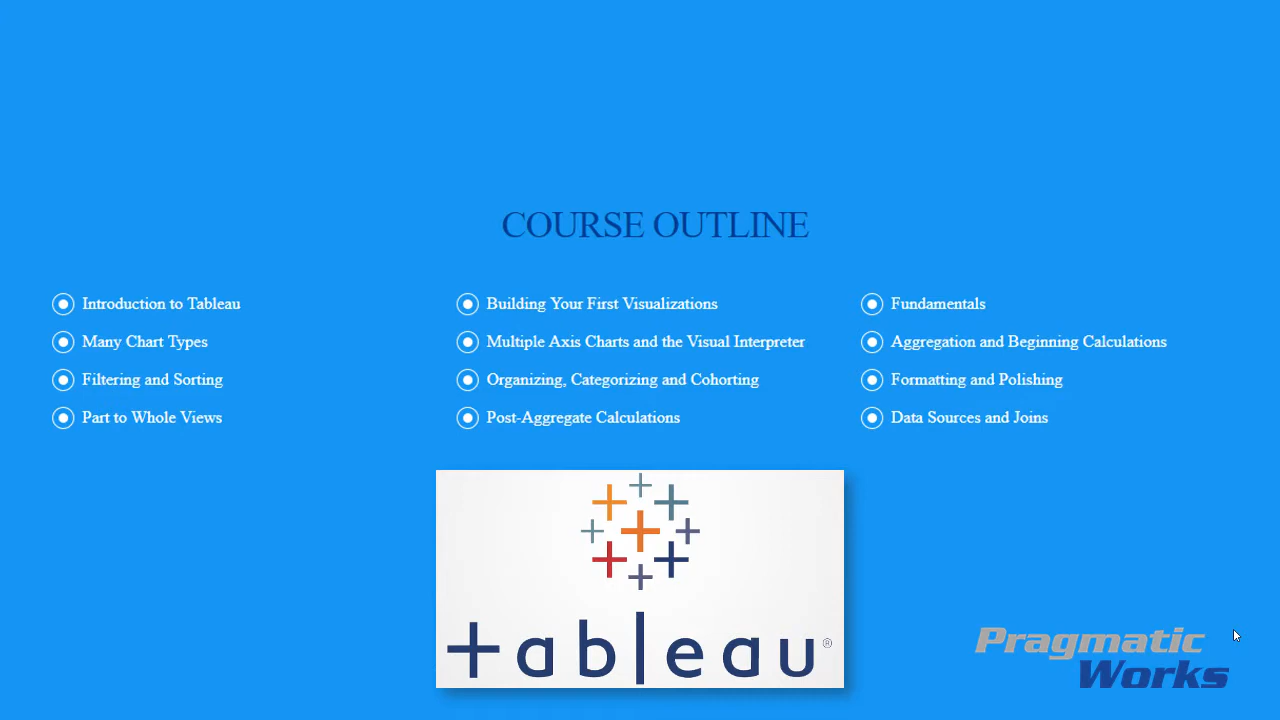 COURSE OUTLINE
Introduction to Tableau
Building Your First Visualizations
Fundamentals
Many Chart Types
Multiple Axis Charts and the Visual Interpreter
Aggregation and Beginning Calculations
Filtering and Sorting
Organizing, Categorizing and Cohorting
Formatting and Polishing
Part to Whole Views
Post-Aggregate Calculations
Data Sources and Joins
+ableau®
Pragmatic
Works